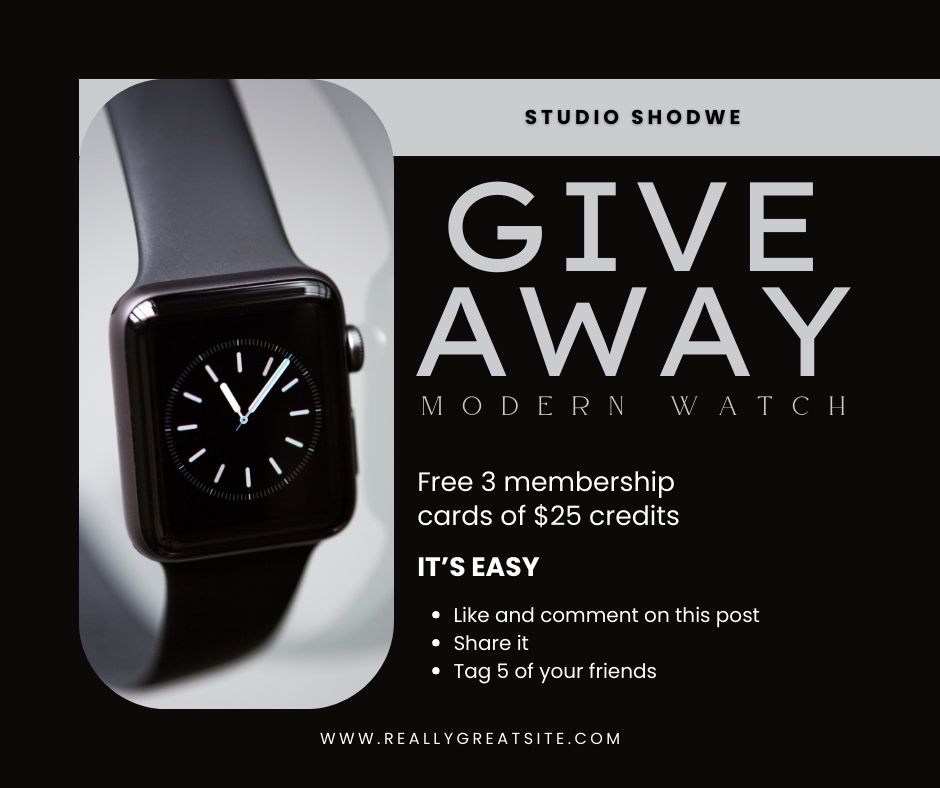 STUDIO SHODWE
GIVE
AWAY
MODERN WATCH
Free 3 membership
cards of $25 credits
IT’S EASY
• Like and comment on this post
• Share it
• Tag 5 of your friends
WWW.REALLYGREATSITE.COM